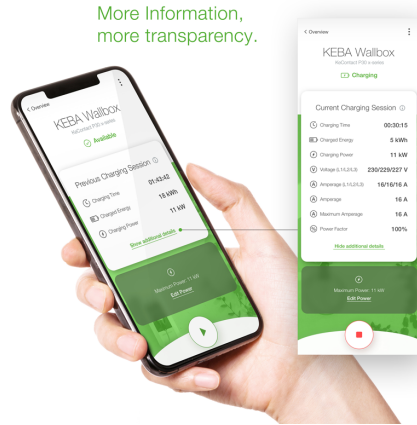 More Information,
more transparency.
< Overview
KEBA Wallbox
KeContact P30 x-series
Available
Previous Charging Session
Charging Time 01:43:42
Charged Energy 16 kWh
Charging Power 11 kW
Show additional details
Maximum Power: 11 kW
Edit Power
< Overview
KEBA Wallbox
Charging
Current Charging Session
Charging Time 00:30:15
Charged Energy 5 kWh
Charging Power 11 kW
Voltage (L1/L2/L3) 230/229/227 V
Amperage (L1/L2/L3) 16/16/16 A
Amperage 16 A
Maximum Amperage 16 A
Power Factor 100%
Hide additional details
Maximum Power: 11 kW
Edit Power